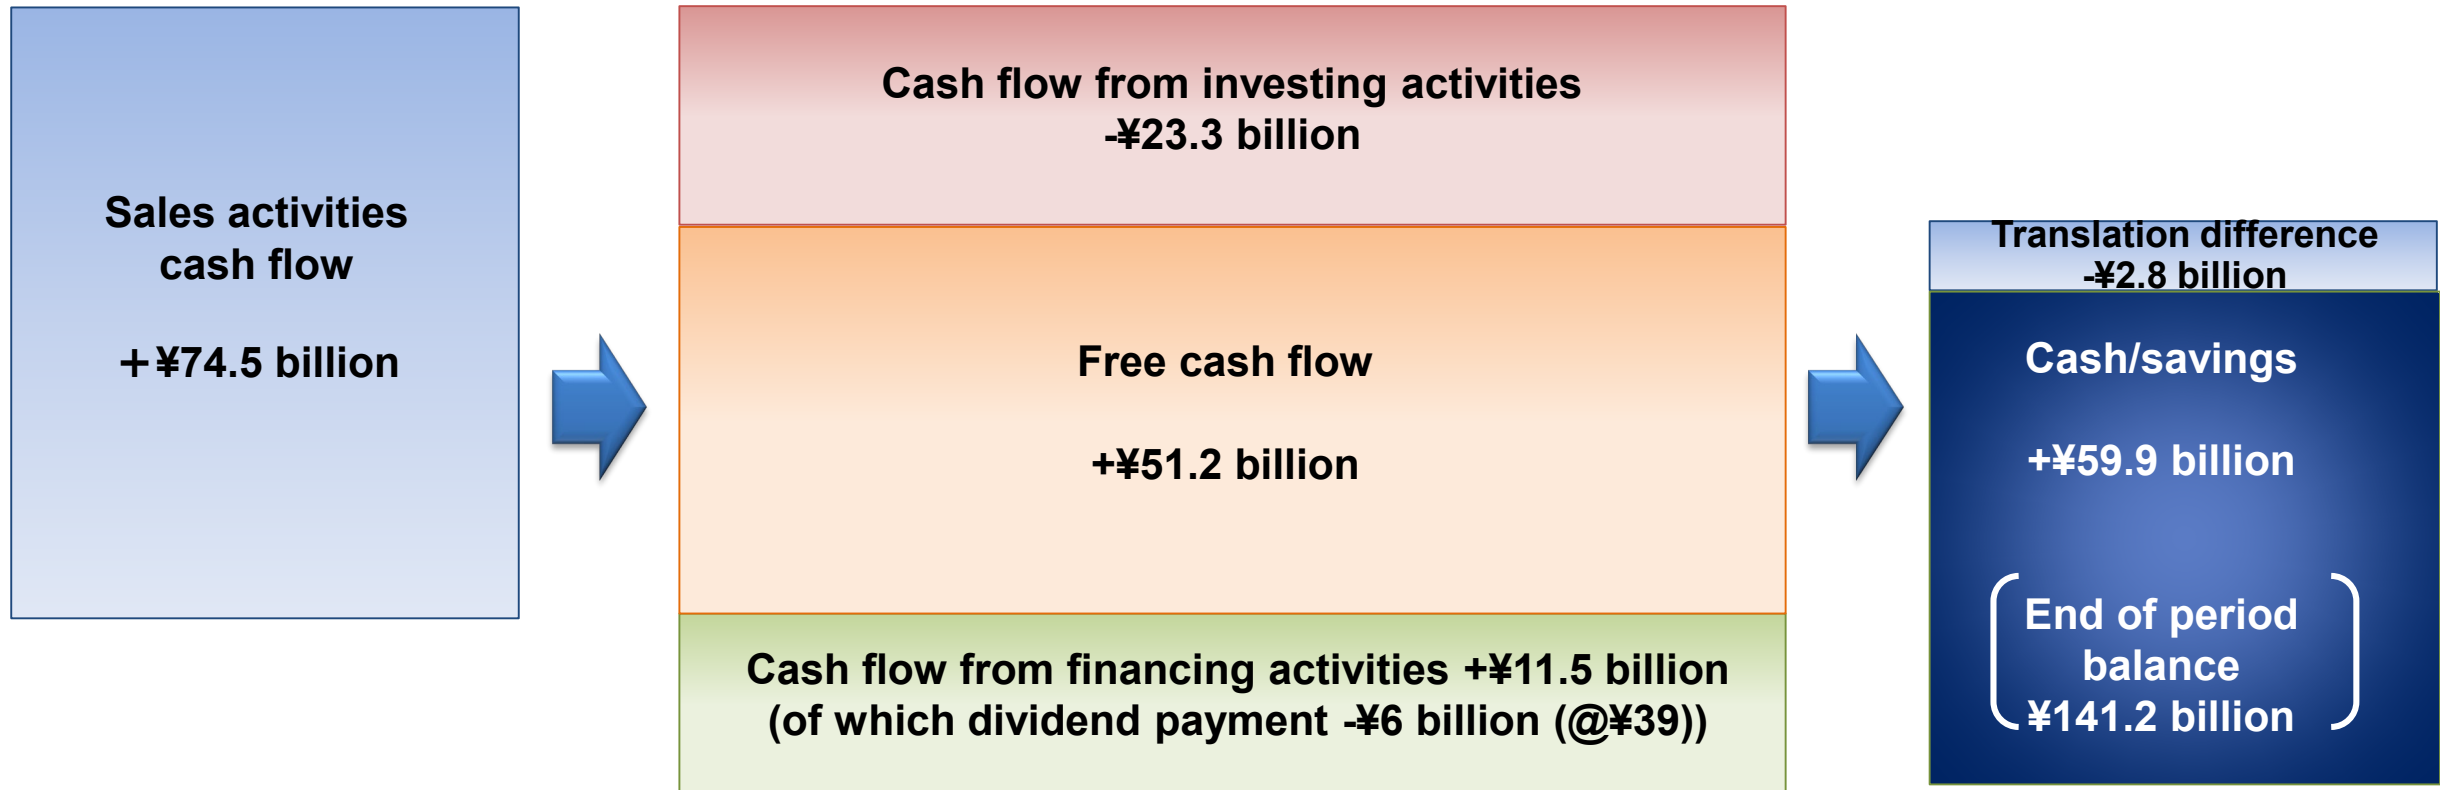 Sales activities
cash flow
＋¥74.5 billion
Cash flow from investing activities
-¥23.3 billion
Free cash flow
+¥51.2 billion
Cash flow from financing activities +¥11.5 billion
(of which dividend payment -¥6 billion (@¥39))
Translation difference
-¥2.8 billion
Cash/savings
+¥59.9 billion
End of period
balance
¥141.2 billion